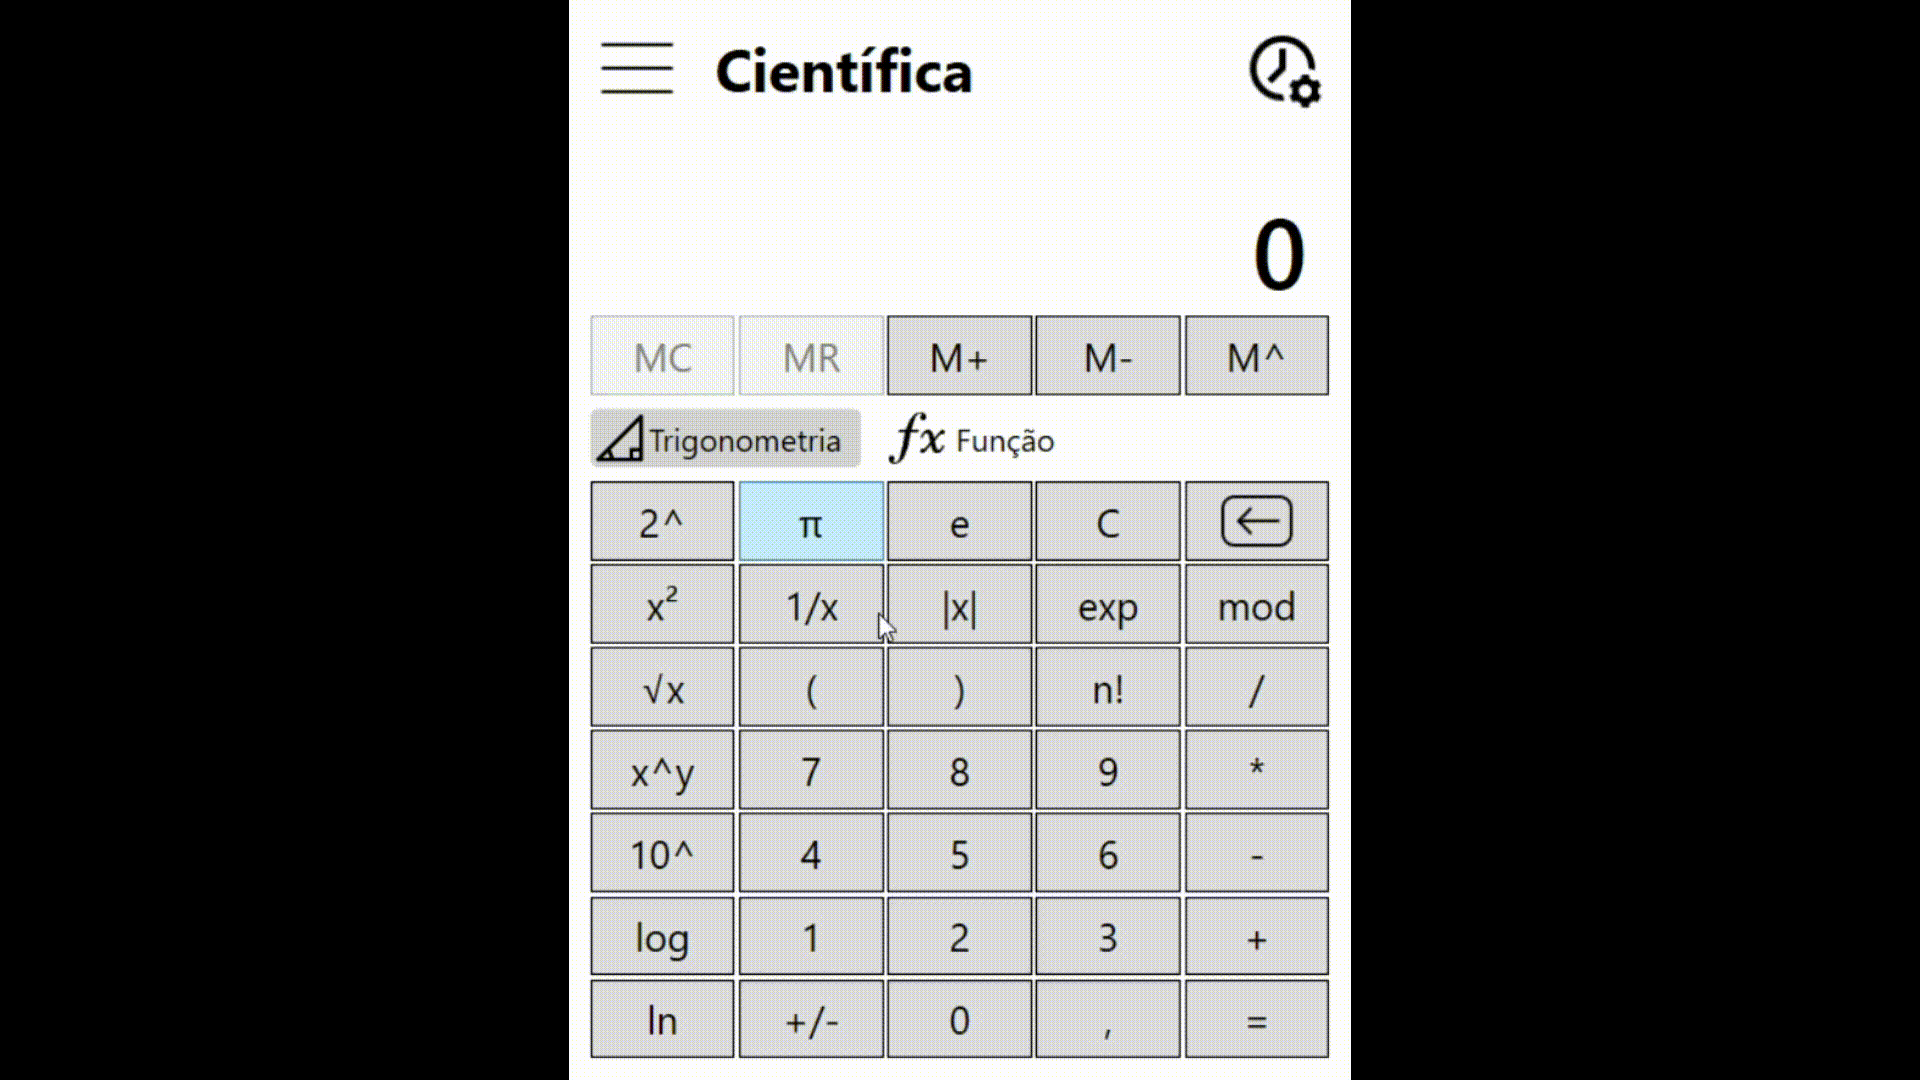 Científica
0
MC MR M+ M- M^
Trigonometria fx Função
2^ π e C
x² 1/x |x| exp mod
√x ( ) n! /
x^y 7 8 9 *
10^ 4 5 6 -
log 1 2 3 +
ln +/- 0 , =